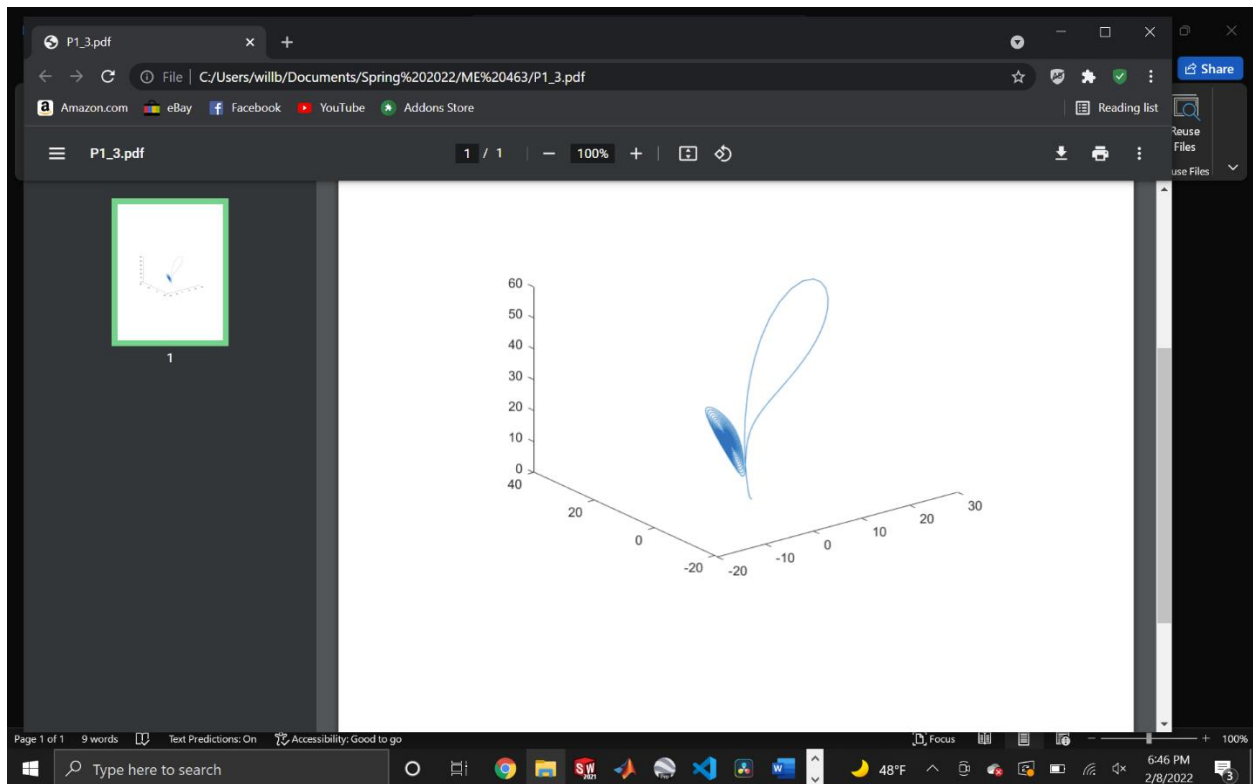 P1_3.pdf
File | C:/Users/willb/Documents/Spring%202022/ME%20463/P1_3.pdf
Share
Amazon.com eBay Facebook YouTube Addons Store Reading list
Reuse
Files
P1_3.pdf 1 / 1 100%
use Files
1
60
50
40
30
20
10
0
40
20
0
-20
-20
-10
0
10
20
30
Page 1 of 1 9 words Text Predictions: On Accessibility: Good to go Focus 100%
Type here to search SW 2021 48°F 6:46 PM
2/8/2022 3